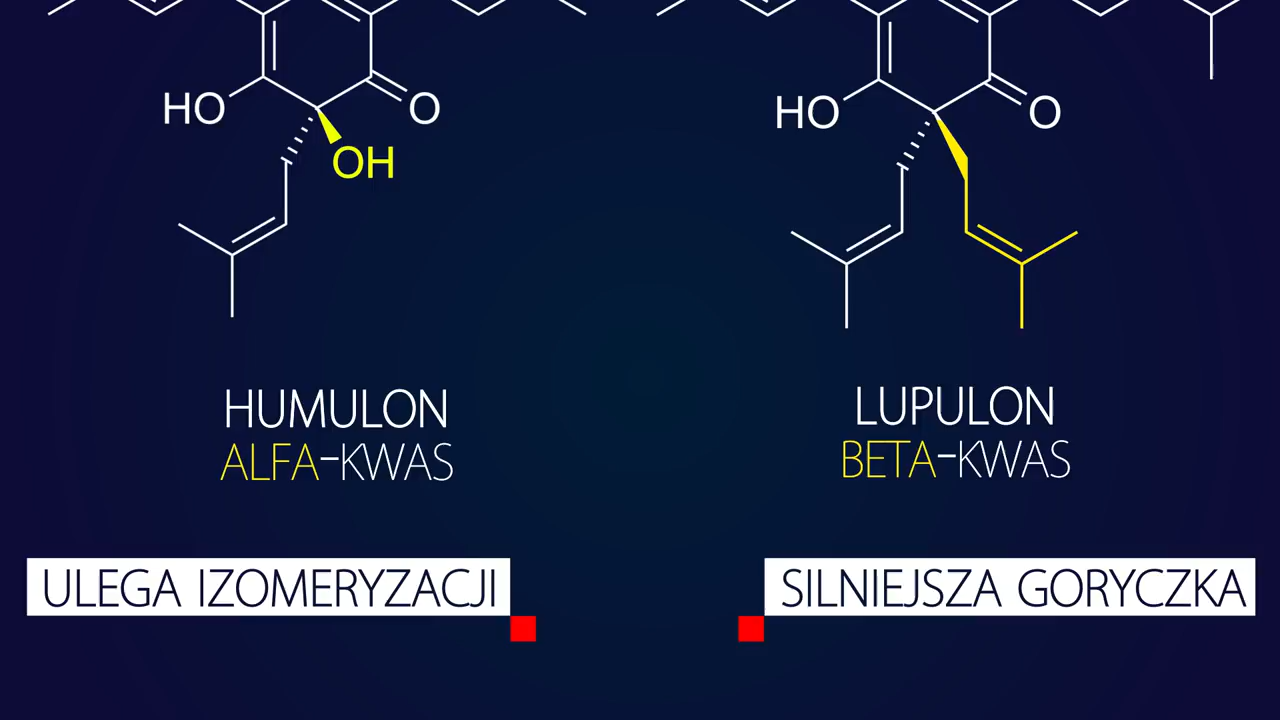 HO
O
OH
HUMULON
ALFA-KWAS
ULEGA IZOMERYZACJI
HO
O
LUPULON
BETA-KWAS
SILNIEJSZA GORYCZKA